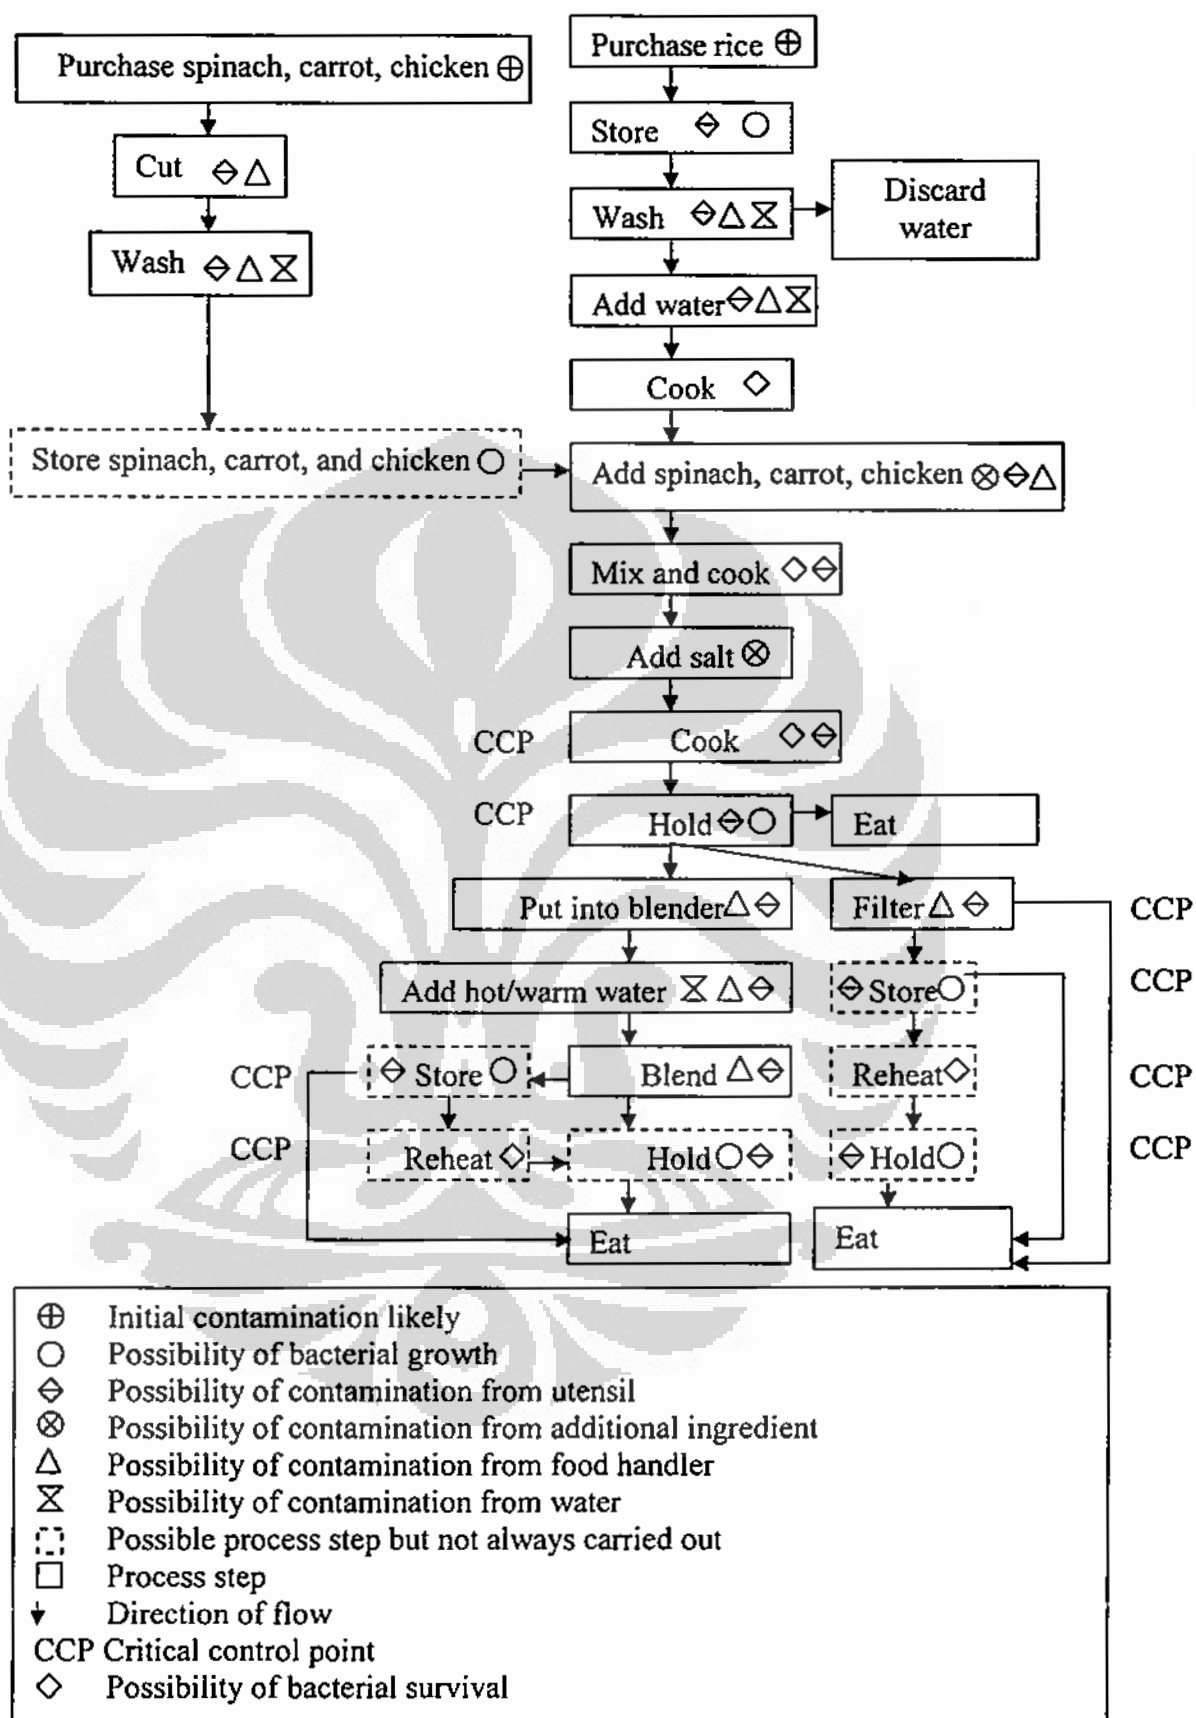 Purchase spinach, carrot, chicken
Cut
Wash
Store spinach, carrot, and chicken
Purchase rice
Store
Wash
Discard
water
Add water
Cook
Add spinach, carrot, chicken
Mix and cook
Add salt
CCP
Cook
CCP
Hold
Eat
Put into blender
Filter
CCP
Add hot/warm water
Store
CCP
CCP
Store
Blend
Reheat
CCP
CCP
Reheat
Hold
Hold
CCP
Eat
Eat
Initial contamination likely
Possibility of bacterial growth
Possibility of contamination from utensil
Possibility of contamination from additional ingredient
Possibility of contamination from food handler
Possibility of contamination from water
Possible process step but not always carried out
Process step
Direction of flow
CCP Critical control point
Possibility of bacterial survival